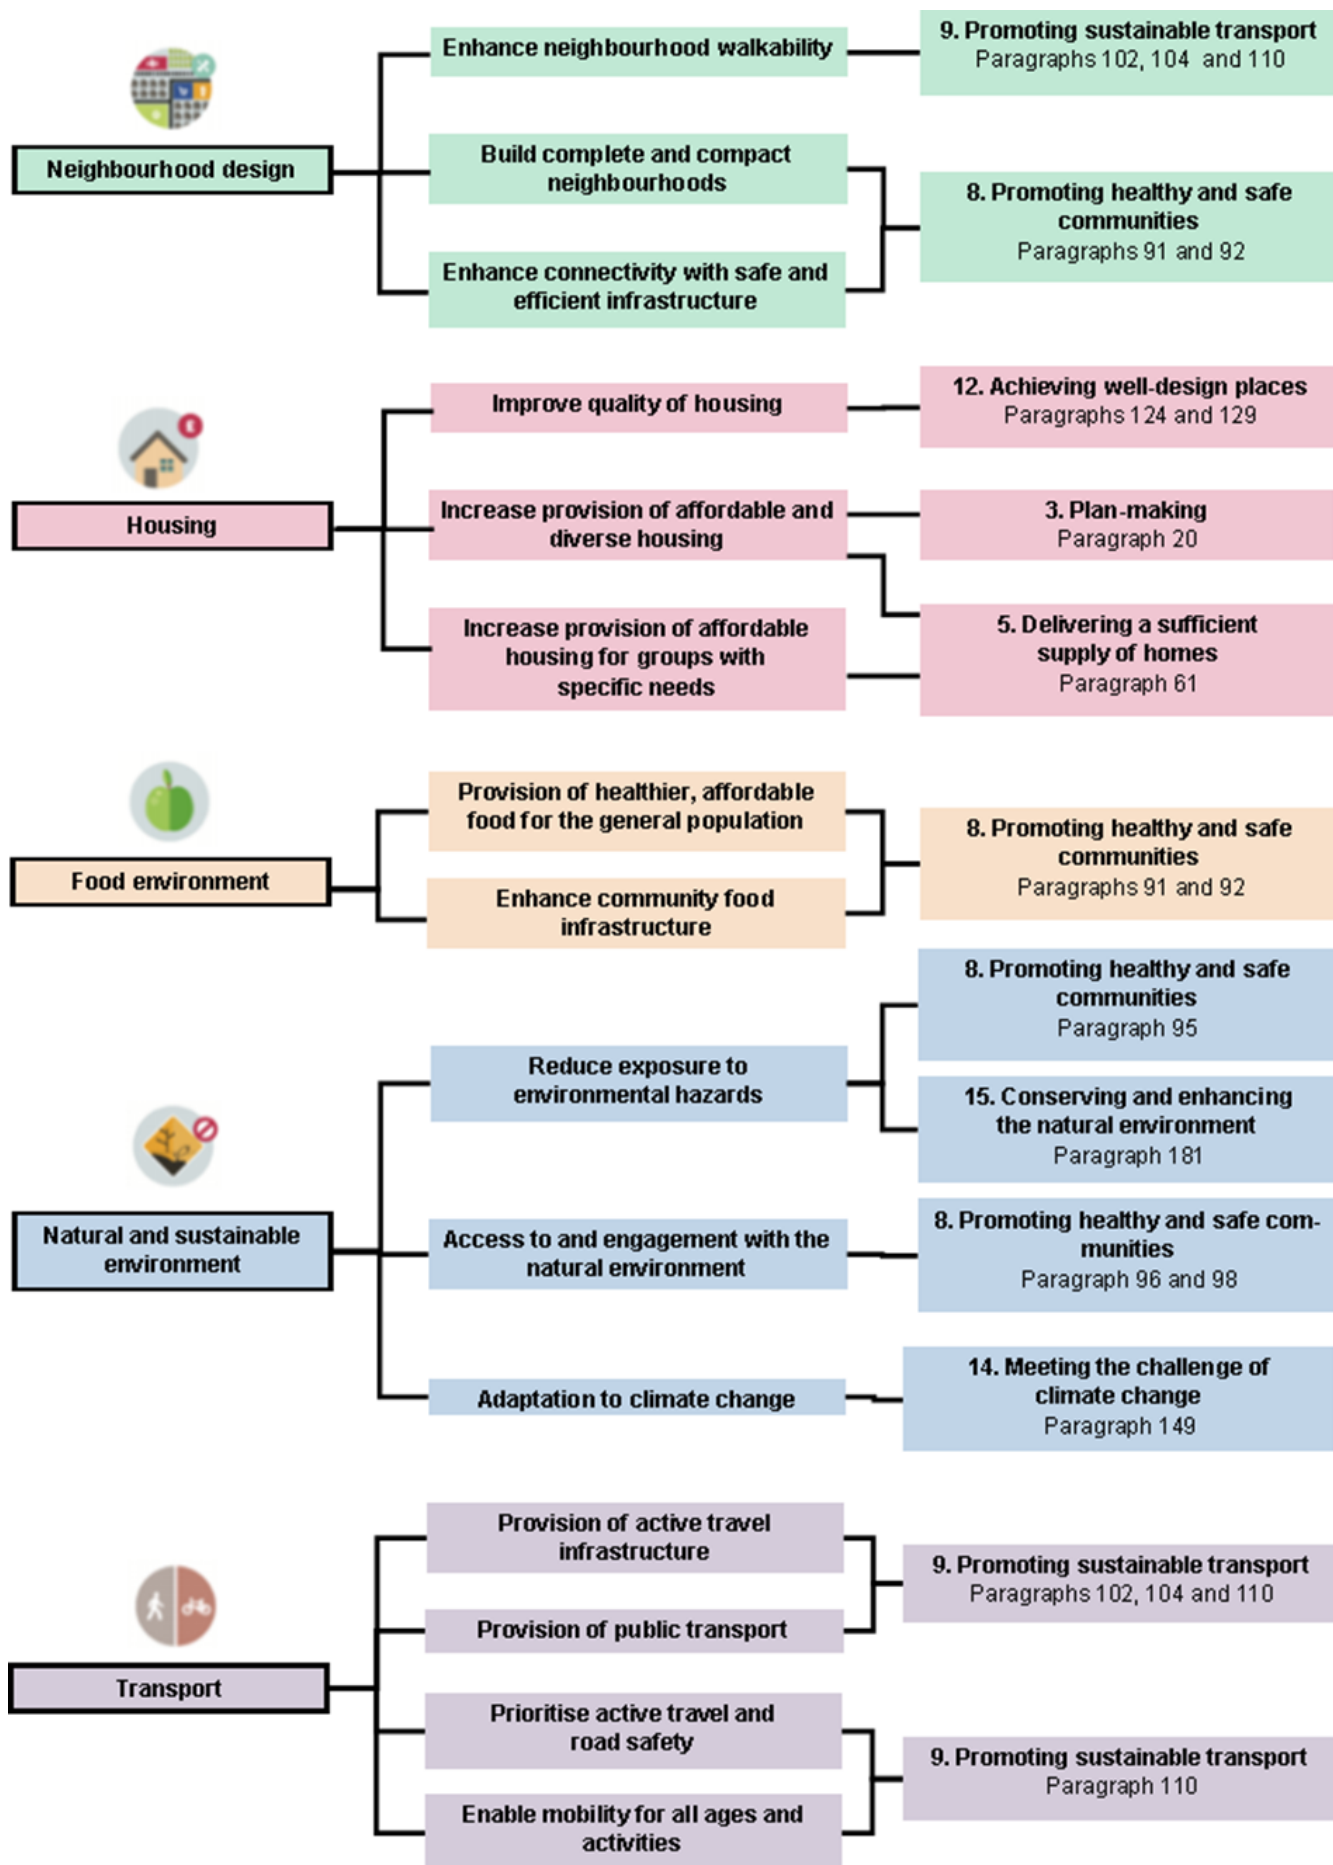 Enhance neighbourhood walkability
9. Promoting sustainable transport
Paragraphs 102, 104 and 110
Neighbourhood design
Build complete and compact
neighbourhoods
8. Promoting healthy and safe
communities
Paragraphs 91 and 92
Enhance connectivity with safe and
efficient infrastructure
Improve quality of housing
12. Achieving well-design places
Paragraphs 124 and 129
Housing
Increase provision of affordable and
diverse housing
3. Plan-making
Paragraph 20
Increase provision of affordable
housing for groups with
specific needs
5. Delivering a sufficient
supply of homes
Paragraph 61
Food environment
Provision of healthier, affordable
food for the general population
Enhance community food
infrastructure
8. Promoting healthy and safe
communities
Paragraphs 91 and 92
Natural and sustainable
environment
Reduce exposure to
environmental hazards
8. Promoting healthy and safe
communities
Paragraph 95
15. Conserving and enhancing
the natural environment
Paragraph 181
Access to and engagement with the
natural environment
8. Promoting healthy and safe com-
munities
Paragraph 96 and 98
Adaptation to climate change
14. Meeting the challenge of
climate change
Paragraph 149
Transport
Provision of active travel
infrastructure
Provision of public transport
9. Promoting sustainable transport
Paragraphs 102, 104 and 110
Prioritise active travel and
road safety
Enable mobility for all ages and
activities
9. Promoting sustainable transport
Paragraph 110